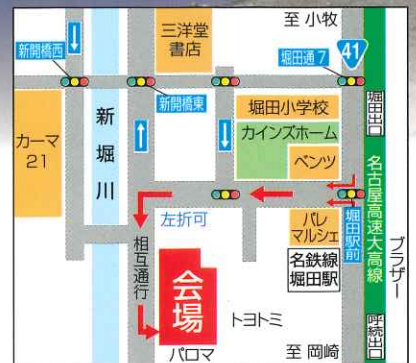 至 小牧
三洋堂
書店
新開橋西
堀田通7
41
新開橋東
堀田小学校
堀田出口
カーマ
21
新堀川
カインズホーム
ベンツ
名古屋高速大高線
ブラザー
左折可
パレ
マルシェ
堀田駅前
相互通行
名鉄線
堀田駅
会場
トヨトミ
呼続出
パロマ
至 岡崎